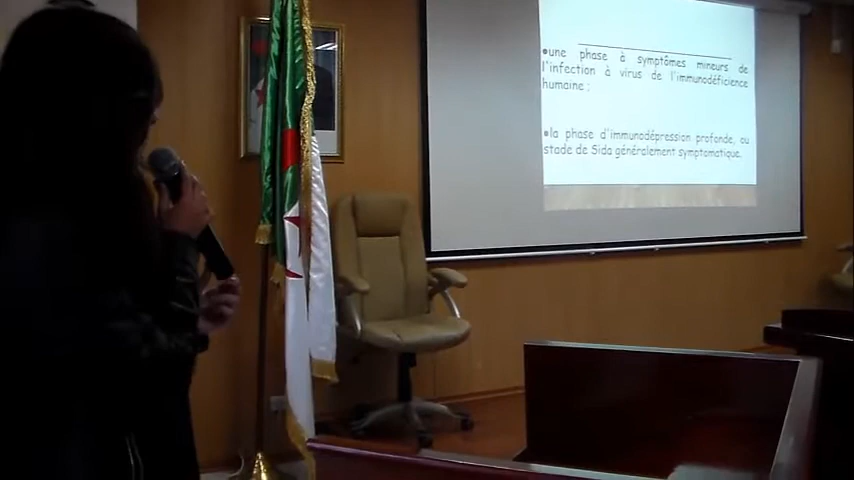 ●une phase à symptômes mineurs de
l'infection à virus de l'immunodéficience
humaine :
●la phase d'immunodépression profonde, ou
stade de Sida généralement symptomatique.